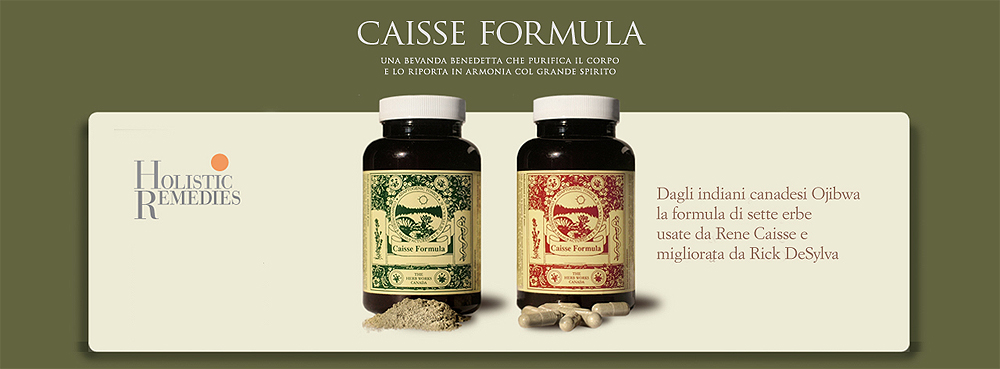 CAISSE FORMULA
UNA BEVANDA BENEDETTA CHE PURIFICA IL CORPO
E LO RIPORTA IN ARMONIA COL GRANDE SPIRITO
HOLISTIC
REMEDIES
Caisse Formula
THE
HERB WORKS
CANADA
Caisse Formula
THE
HERB WORKS
CANADA
Dagli indiani canadesi Ojibwa
la formula di sette erbe
usate da Rene Caisse e
migliorata da Rick DeSylva